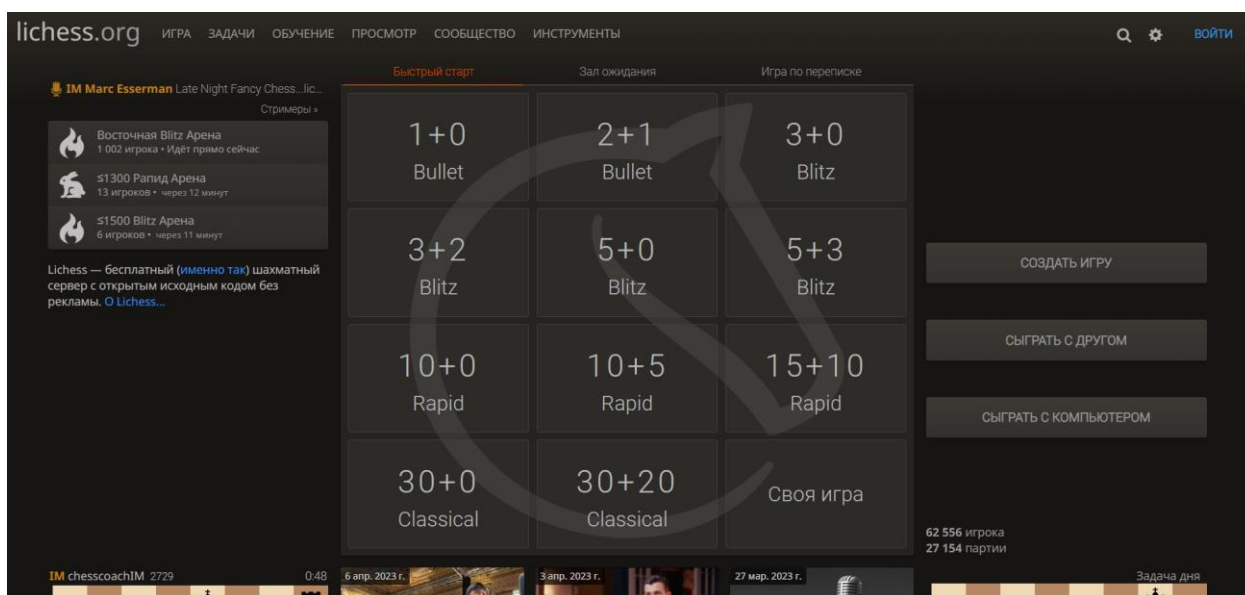 lichess.org ИГРА ЗАДАЧИ ОБУЧЕНИЕ ПРОСМОТР СООБЩЕСТВО ИНСТРУМЕНТЫ ВОЙТИ
IM Marc Esserman Late Night Fancy Chess...lic...
Стримеры »
Восточная Blitz Арена
1 002 игрока • Идёт прямо сейчас
≤1300 Рапид Арена
13 игроков • через 12 минут
≤1500 Blitz Арена
6 игроков • через 11 минут
Lichess — бесплатный (именно так) шахматный
сервер с открытым исходным кодом без
рекламы. О Lichess...
Быстрый старт Зал ожидания Игра по переписке
1+0 2+1 3+0
Bullet Bullet Blitz
3+2 5+0 5+3
Blitz Blitz Blitz
10+0 10+5 15+10
Rapid Rapid Rapid
30+0 30+20 Своя игра
Classical Classical
СОЗДАТЬ ИГРУ
СЫГРАТЬ С ДРУГОМ
СЫГРАТЬ С КОМПЬЮТЕРОМ
62 556 игрока
27 154 партии
IM chesscoachIM 2729 0:48
6 апр. 2023 г. 3 апр. 2023 г. 27 мар. 2023 г.
Задача дня